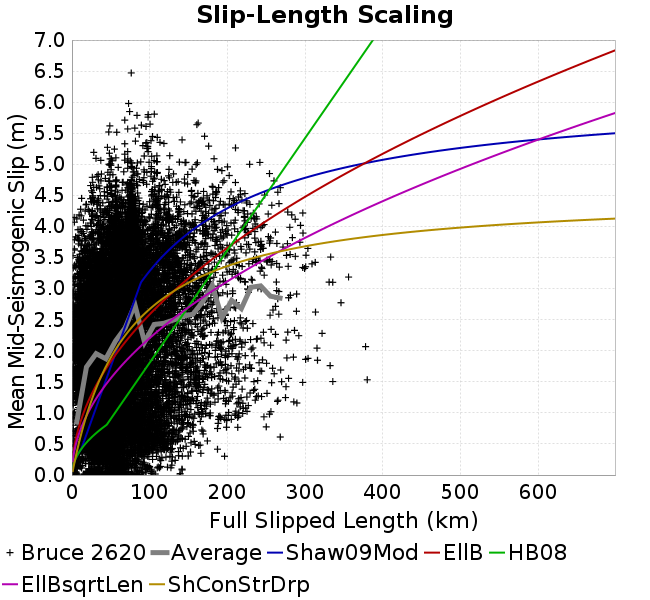 Slip-Length Scaling
Mean Mid-Seismogenic Slip (m)
7.0
6.5
6.0
5.5
5.0
4.5
4.0
3.5
3.0
2.5
2.0
1.5
1.0
0.5
0.0
0 100 200 300 400 500 600
Full Slipped Length (km)
Bruce 2620 Average Shaw09Mod EllB HB08
EllBsqrtLen ShConStrDrp